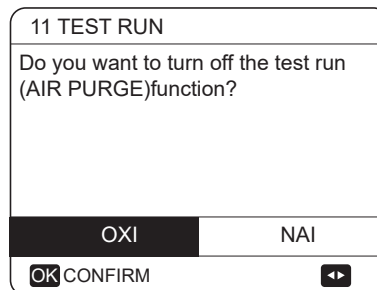 11 TEST RUN
Do you want to turn off the test run
(AIR PURGE)function?
OXI NAI
OK CONFIRM